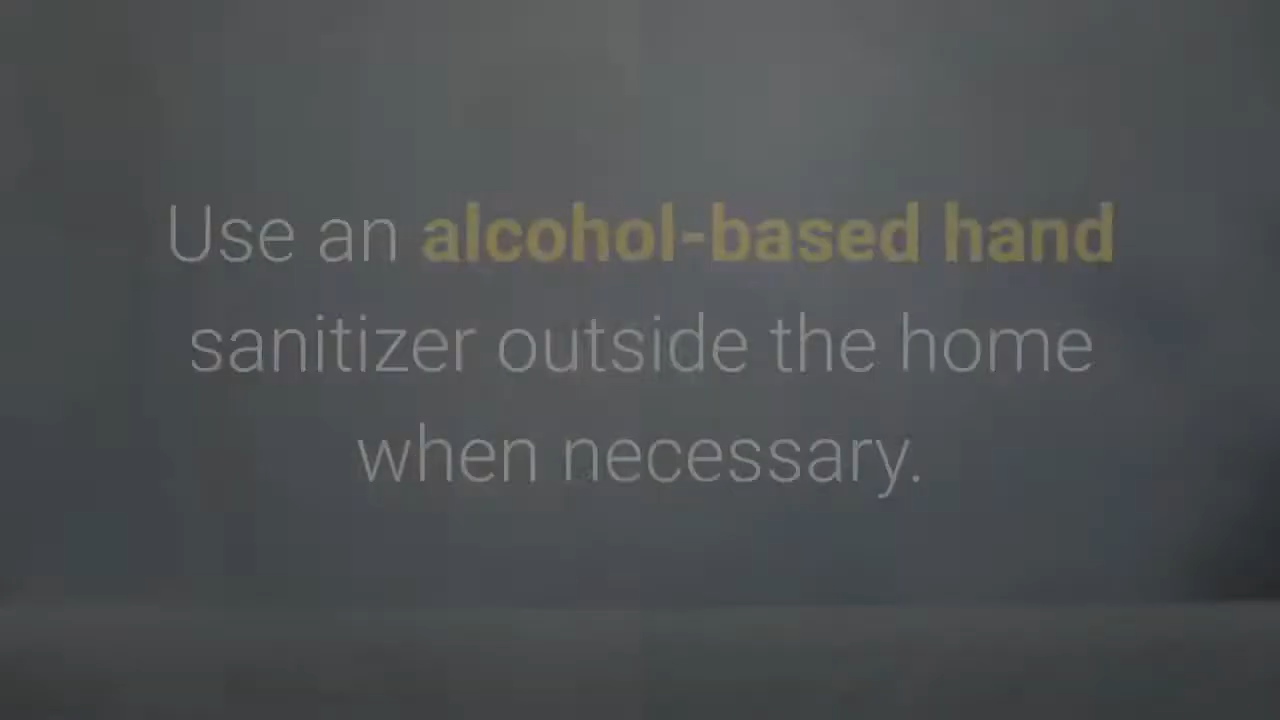 Use an alcohol-based hand
sanitizer outside the home
when necessary.